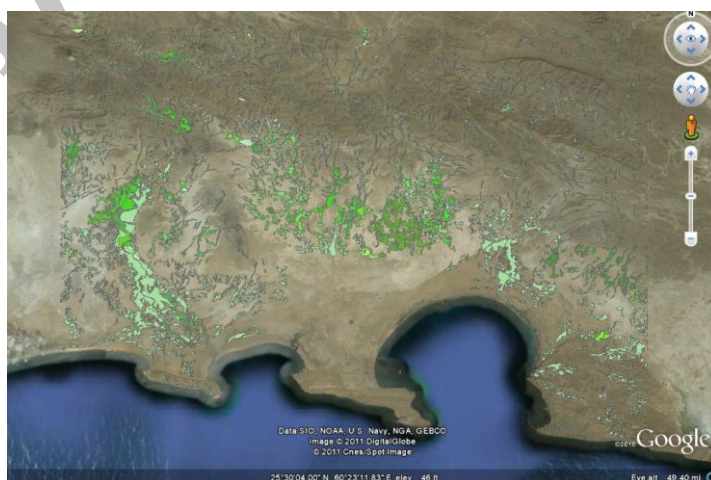 N
Data SIO, NOAA, U.S. Navy, NGA, GEBCO
Image © 2011 DigitalGlobe
© 2011 Cnes/Spot Image
©2010 Google
25°30'04.00" N 60°23'11.83" E elev 46 ft
Eye alt 49.40 mi